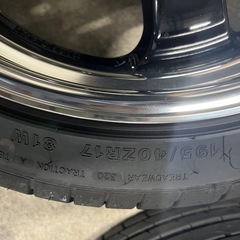 195/40ZR17 81W
TREADWEAR 320 TRACTION A